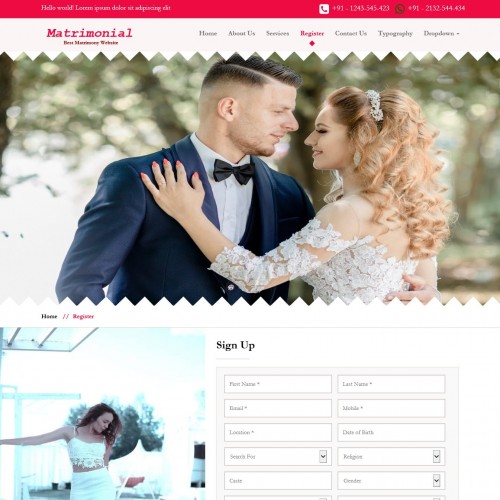 Hello world! Lorem ipsum dolor sit adipiscing elit
+91 - 1243-545-423 +91 - 2132-544.434
Matrimonial
Best Matrimony Website
Home About Us Services Register Contact Us Typography Dropdown
Home // Register
Sign Up
First Name * Last Name *
Email * Mobile *
Location * Date of Birth
Search For Religion
Caste Gender